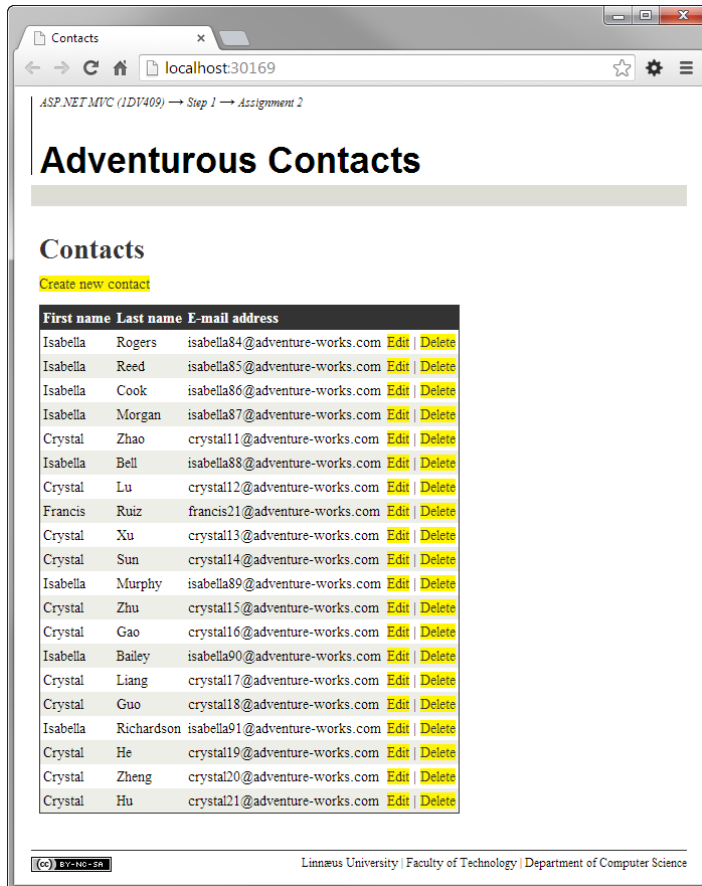 Contacts
localhost:30169
ASP.NET MVC (1DV409) → Step 1 → Assignment 2
Adventurous Contacts
Contacts
Create new contact
First name Last name E-mail address
Isabella Rogers isabella84@adventure-works.com Edit | Delete
Isabella Reed isabella85@adventure-works.com Edit | Delete
Isabella Cook isabella86@adventure-works.com Edit | Delete
Isabella Morgan isabella87@adventure-works.com Edit | Delete
Crystal Zhao crystal11@adventure-works.com Edit | Delete
Isabella Bell isabella88@adventure-works.com Edit | Delete
Crystal Lu crystal12@adventure-works.com Edit | Delete
Francis Ruiz francis21@adventure-works.com Edit | Delete
Crystal Xu crystal13@adventure-works.com Edit | Delete
Crystal Sun crystal14@adventure-works.com Edit | Delete
Isabella Murphy isabella89@adventure-works.com Edit | Delete
Crystal Zhu crystal15@adventure-works.com Edit | Delete
Crystal Gao crystal16@adventure-works.com Edit | Delete
Isabella Bailey isabella90@adventure-works.com Edit | Delete
Crystal Liang crystal17@adventure-works.com Edit | Delete
Crystal Guo crystal18@adventure-works.com Edit | Delete
Isabella Richardson isabella91@adventure-works.com Edit | Delete
Crystal He crystal19@adventure-works.com Edit | Delete
Crystal Zheng crystal20@adventure-works.com Edit | Delete
Crystal Hu crystal21@adventure-works.com Edit | Delete
(cc) BY-NC-SA Linnæus University | Faculty of Technology | Department of Computer Science